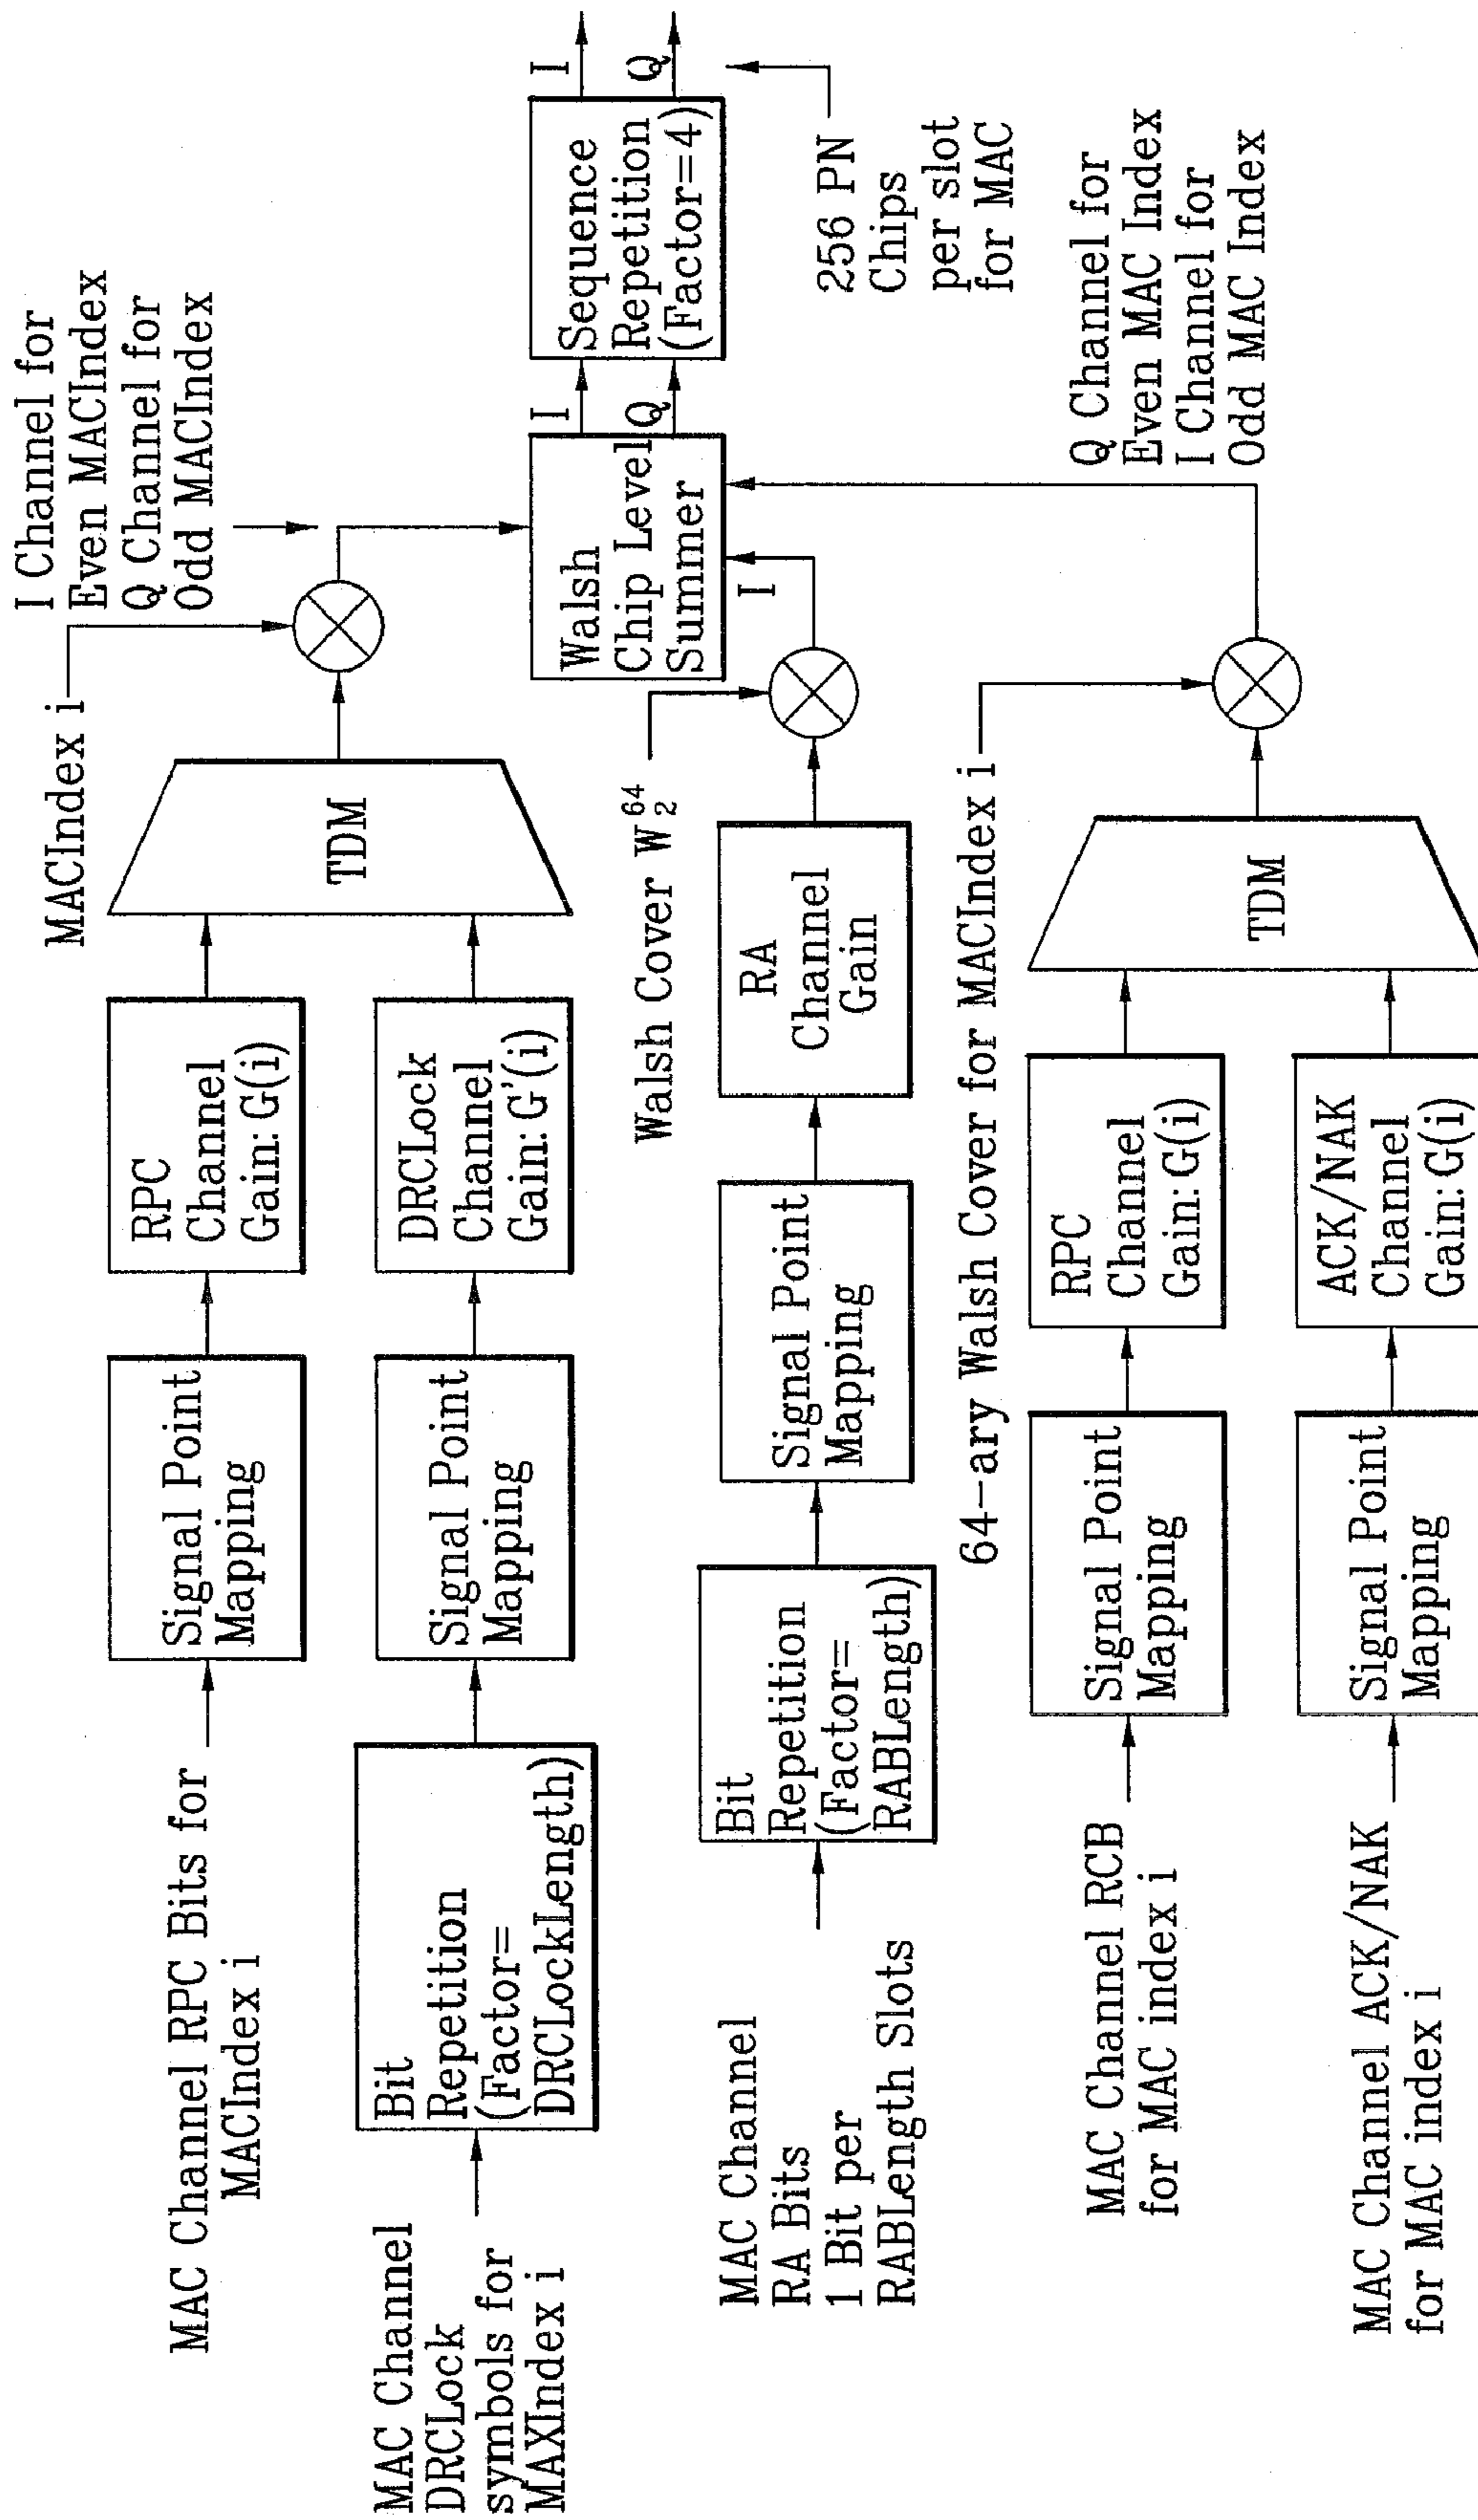 MAC Channel RPC Bits for
MACIndex i
Signal Point
Mapping
RPC
Channel
Gain: G(i)
MACIndex i
I Channel for
Even MACIndex
Q Channel for
Odd MACIndex
MAC Channel
DRCLock
symbols for
MAXIndex i
Bit
Repetition
(Factor=
DRCLockLength)
Signal Point
Mapping
DRCLock
Channel
Gain: G'(i)
TDM
Walsh
Chip Level
Summer
I
Q
Sequence
Repetition
(Factor=4)
I
Q
256 PN
Chips
per slot
for MAC
MAC Channel
RA Bits
1 Bit per
RABLength Slots
Bit
Repetition
(Factor=
RABLength)
Signal Point
Mapping
RA
Channel
Gain
Walsh Cover W₂⁶⁴
I
64-ary Walsh Cover for MACIndex i
MAC Channel RCB
for MAC index i
Signal Point
Mapping
RPC
Channel
Gain: G(i)
MAC Channel ACK/NAK
for MAC index i
Signal Point
Mapping
ACK/NAK
Channel
Gain: G(i)
TDM
Q Channel for
Even MAC Index
I Channel for
Odd MAC Index